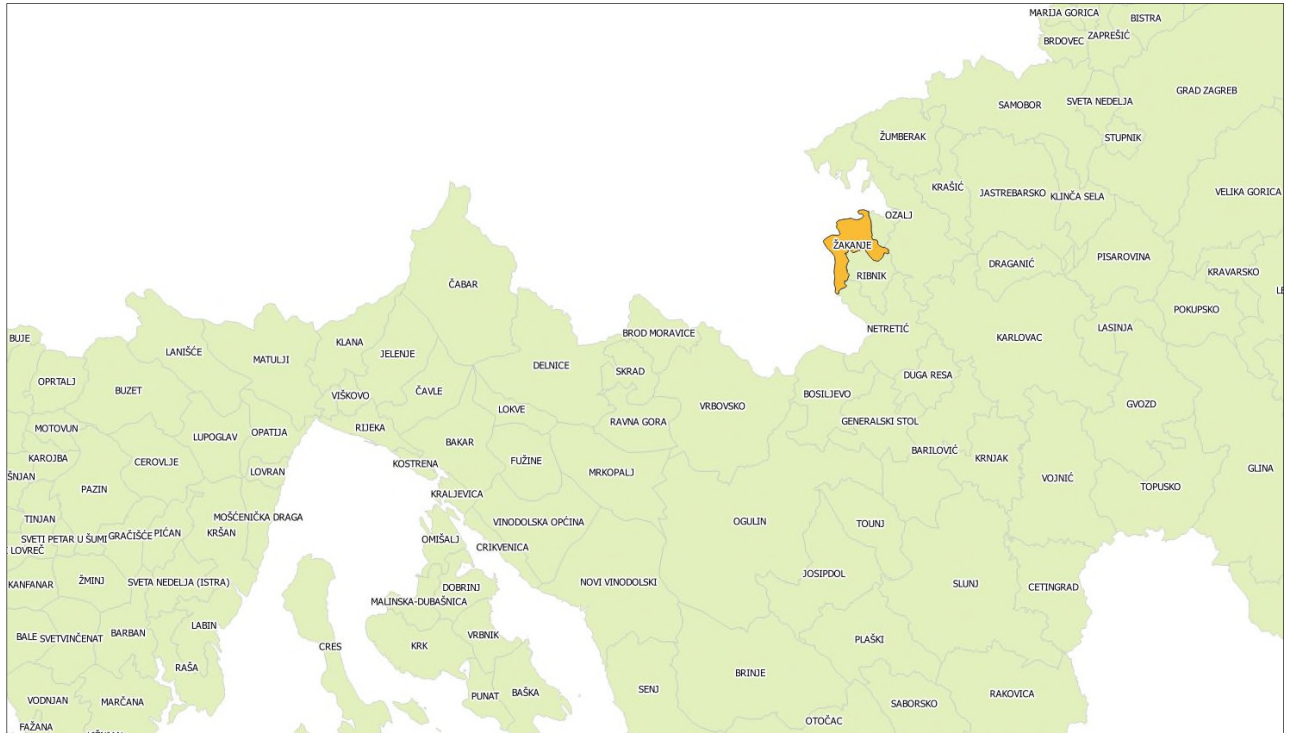 MARIJA GORICA
BISTRA
BRDOVEC
ZAPREŠIĆ
GRAD ZAGREB
SAMOBOR
SVETA NEDELJA
STUPNIK
ŽUMBERAK
KRAŠIĆ
JASTREBARSKO
KLINČA SELA
VELIKA GORICA
OZALJ
ŽAKANJE
RIBNIK
DRAGANIĆ
PISAROVINA
KRAVARSKO
ČABAR
POKUPSKO
NETRETIĆ
KARLOVAC
LASINJA
BROD MORAVICE
BUJE
LANIŠĆE
MATULJI
KLANA
JELENJE
DELNICE
SKRAD
DUGA RESA
OPRTALJ
BUZET
VIŠKOVO
ČAVLE
LOKVE
VRBOVSKO
BOSILJEVO
GVOZD
MOTOVUN
LUPOGLAV
OPATIJA
RIJEKA
BAKAR
RAVNA GORA
GENERALSKI STOL
KAROJBA
CEROVLJE
LOVRAN
KOSTRENA
FUŽINE
MRKOPALJ
BARILOVIĆ
KRNJAK
VOJNIĆ
GLINA
ŠNJAN
PAZIN
KRALJEVICA
TOPUSKO
TINJAN
MOŠĆENIČKA DRAGA
VINODOLSKA OPĆINA
OGULIN
TOUNJ
SVETI PETAR U ŠUMI
GRAČIŠĆE
PIĆAN
KRŠAN
OMIŠALJ
CRIKVENICA
LOVREČ
KANFANAR
ŽMINJ
SVETA NEDELJA (ISTRA)
DOBRINJ
NOVI VINODOLSKI
JOSIPDOL
SLUNJ
CETINGRAD
MALINSKA-DUBAŠNICA
LABIN
BALE
SVETVINČENAT
BARBAN
CRES
KRK
VRBNIK
PLAŠKI
RAŠA
BRINJE
VODNJAN
MARČANA
PUNAT
BAŠKA
SENJ
SABORSKO
RAKOVICA
FAŽANA
OTOČAC